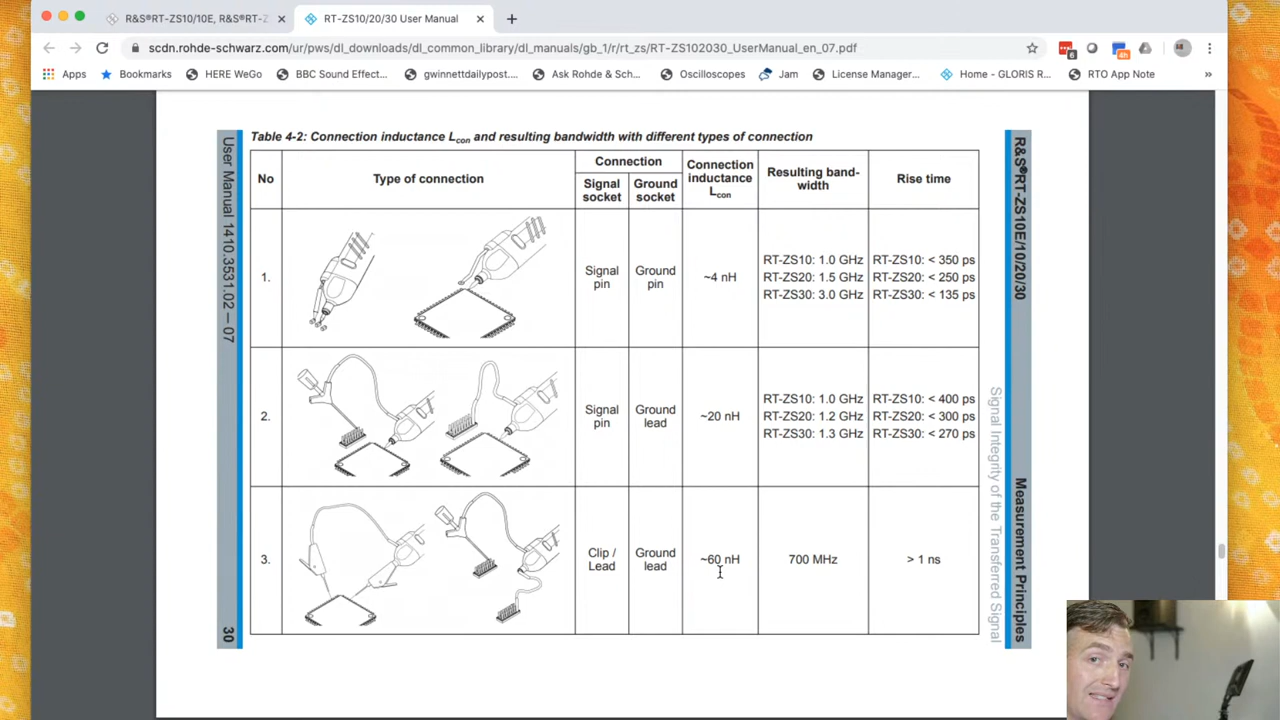 R&S®RT-ZS10/10E, R&S®RT-Z
RT-ZS10/20/30 User Manual
scdn.rohde-schwarz.com/ur/pws/dl_downloads/dl_common_library/dl_manuals/gb_1/r/rt_zs/RT-ZS102030_UserManual_en_07.pdf
6
4h
Apps
Bookmarks
HERE WeGo
BBC Sound Effect...
gwinnettdailypost....
Ask Rohde & Sch...
Oscilloscopes
Jam
License Manager...
Home - GLORIS R...
RTO App Note
»
Table 4-2: Connection inductance Lcon and resulting bandwidth with different types of connection
No
Type of connection
Connection
Signal
socket
Ground
socket
Connection
inductance
Lcon
Resulting band-
width
Rise time
1.
Signal
pin
Ground
pin
~4 nH
RT-ZS10: 1.0 GHz
RT-ZS20: 1.5 GHz
RT-ZS30: 3.0 GHz
RT-ZS10: < 350 ps
RT-ZS20: < 250 ps
RT-ZS30: < 135 ps
2.
Signal
pin
Ground
lead
~20 nH
RT-ZS10: 1.0 GHz
RT-ZS20: 1.2 GHz
RT-ZS30: 1.3 GHz
RT-ZS10: < 400 ps
RT-ZS20: < 300 ps
RT-ZS30: < 270 ps
3.
Clip /
Lead
Ground
lead
~60 nH
700 MHz
> 1 ns
User Manual 1410.3531.02 ─ 07
30
R&S®RT-ZS10E/10/20/30
Measurement Principles
Signal Integrity of the Transferred Signal